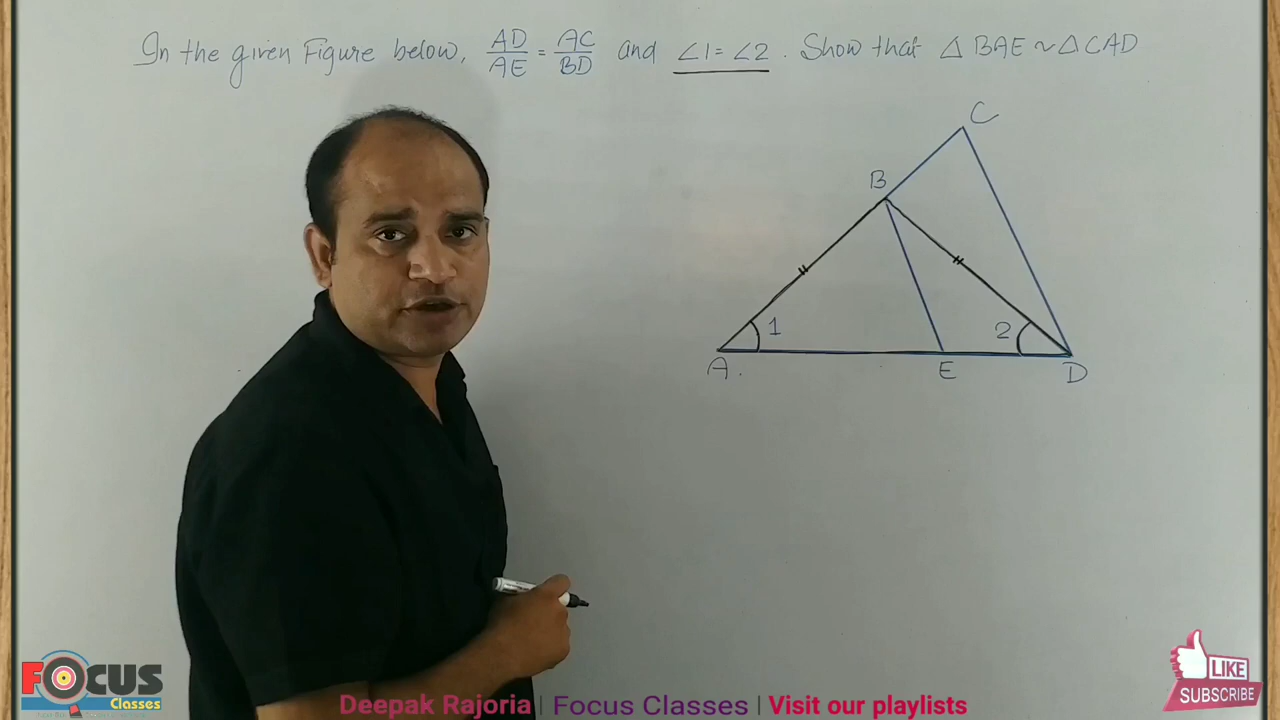 In the given Figure below, AD/AE = AC/BD and ∠1 = ∠2. Show that △BAE ~ △CAD
C
B
1
2
A
E
D
FOCUS
Classes
LIKE
SUBSCRIBE
Deepak Rajoria | Focus Classes | Visit our playlists